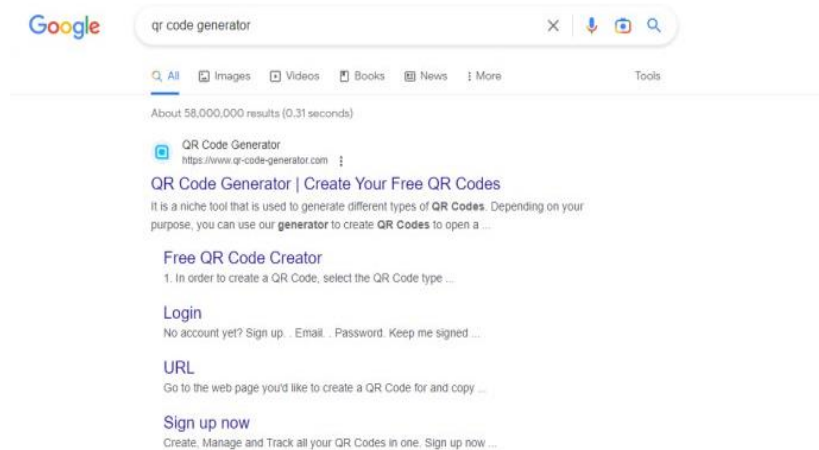 Google
qr code generator
All Images Videos Books News More Tools
About 58,000,000 results (0.31 seconds)
QR Code Generator
https://www.qr-code-generator.com
QR Code Generator | Create Your Free QR Codes
It is a niche tool that is used to generate different types of QR Codes. Depending on your
purpose, you can use our generator to create QR Codes to open a ...
Free QR Code Creator
1. In order to create a QR Code, select the QR Code type ...
Login
No account yet? Sign up. . Email. . Password. Keep me signed ...
URL
Go to the web page you'd like to create a QR Code for and copy ...
Sign up now
Create, Manage and Track all your QR Codes in one. Sign up now ...